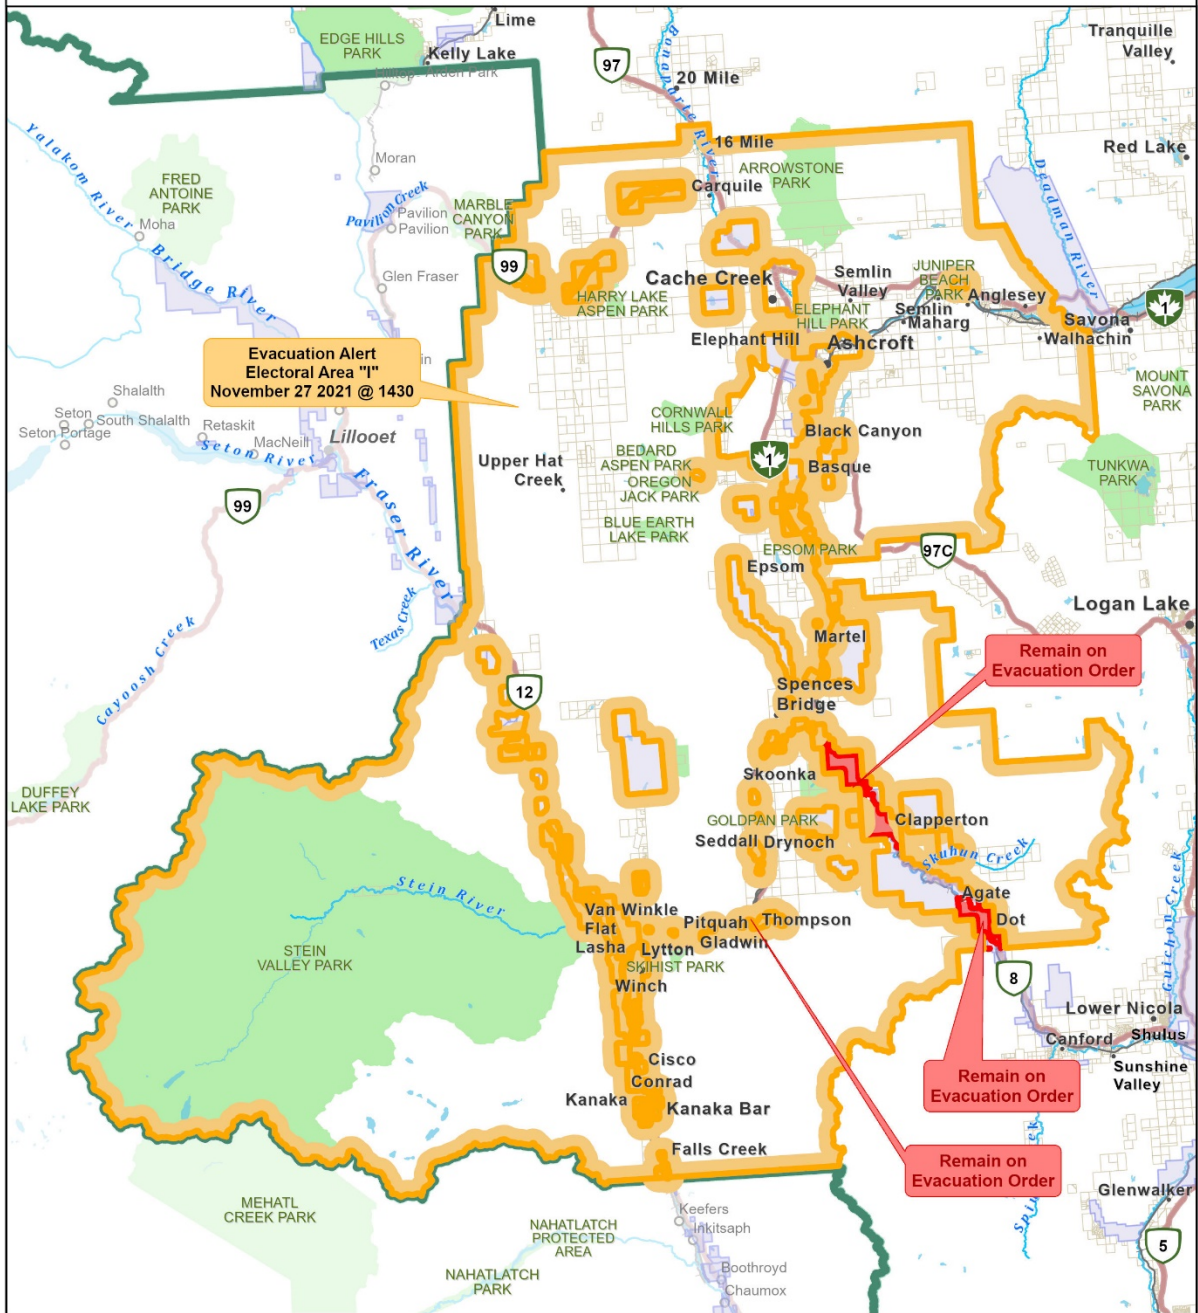 Lime
EDGE HILLS
PARK
Kelly Lake
97
Bonaparte River
20 Mile
Tranquille
Valley
Yalakom River
16 Mile
Red Lake
Moran
ARROWSTONE
PARK
Deadman River
FRED
ANTOINE
PARK
Carquile
Pavilion Creek
Pavilion
Pavilion
MARBLE
CANYON
PARK
Moha
Bridge River
99
Glen Fraser
Cache Creek
Semlin
Valley
JUNIPER
BEACH
PARK
Anglesey
HARRY LAKE
ASPEN PARK
ELEPHANT
HILL PARK
Semlin
Maharg
Savona
1
Walhachin
Elephant Hill
Ashcroft
Evacuation Alert
Electoral Area "I"
November 27 2021 @ 1430
MOUNT
SAVONA
PARK
Shalalth
Seton
South Shalalth
Seton Portage
Retaskit
MacNeill
Lillooet
Seton River
CORNWALL
HILLS PARK
Black Canyon
BEDARD
ASPEN PARK
1
Basque
Upper Hat
Creek
OREGON
JACK PARK
TUNKWA
PARK
99
Fraser River
BLUE EARTH
LAKE PARK
EPSOM PARK
97C
Epsom
Texas Creek
Logan Lake
Cayoosh Creek
Martel
Remain on
Evacuation Order
12
Spences
Bridge
Skoonka
DUFFEY
LAKE PARK
GOLDPAN PARK
Clapperton
Seddall
Drynoch
Skuhun Creek
Stein River
Agate
Van Winkle
Flat
Pitquah
Thompson
Dot
Lasha
Lytton
Gladwin
STEIN
VALLEY PARK
SKIHIST PARK
Winch
8
Guichon Creek
Lower Nicola
Canford
Shulus
Cisco
Sunshine
Valley
Conrad
Remain on
Evacuation Order
Kanaka
Kanaka Bar
Falls Creek
Remain on
Evacuation Order
MEHATL
CREEK PARK
Glenwalker
Keefers
Inkitsaph
NAHATLATCH
PROTECTED
AREA
5
Boothroyd
NAHATLATCH
PARK
Chaumox